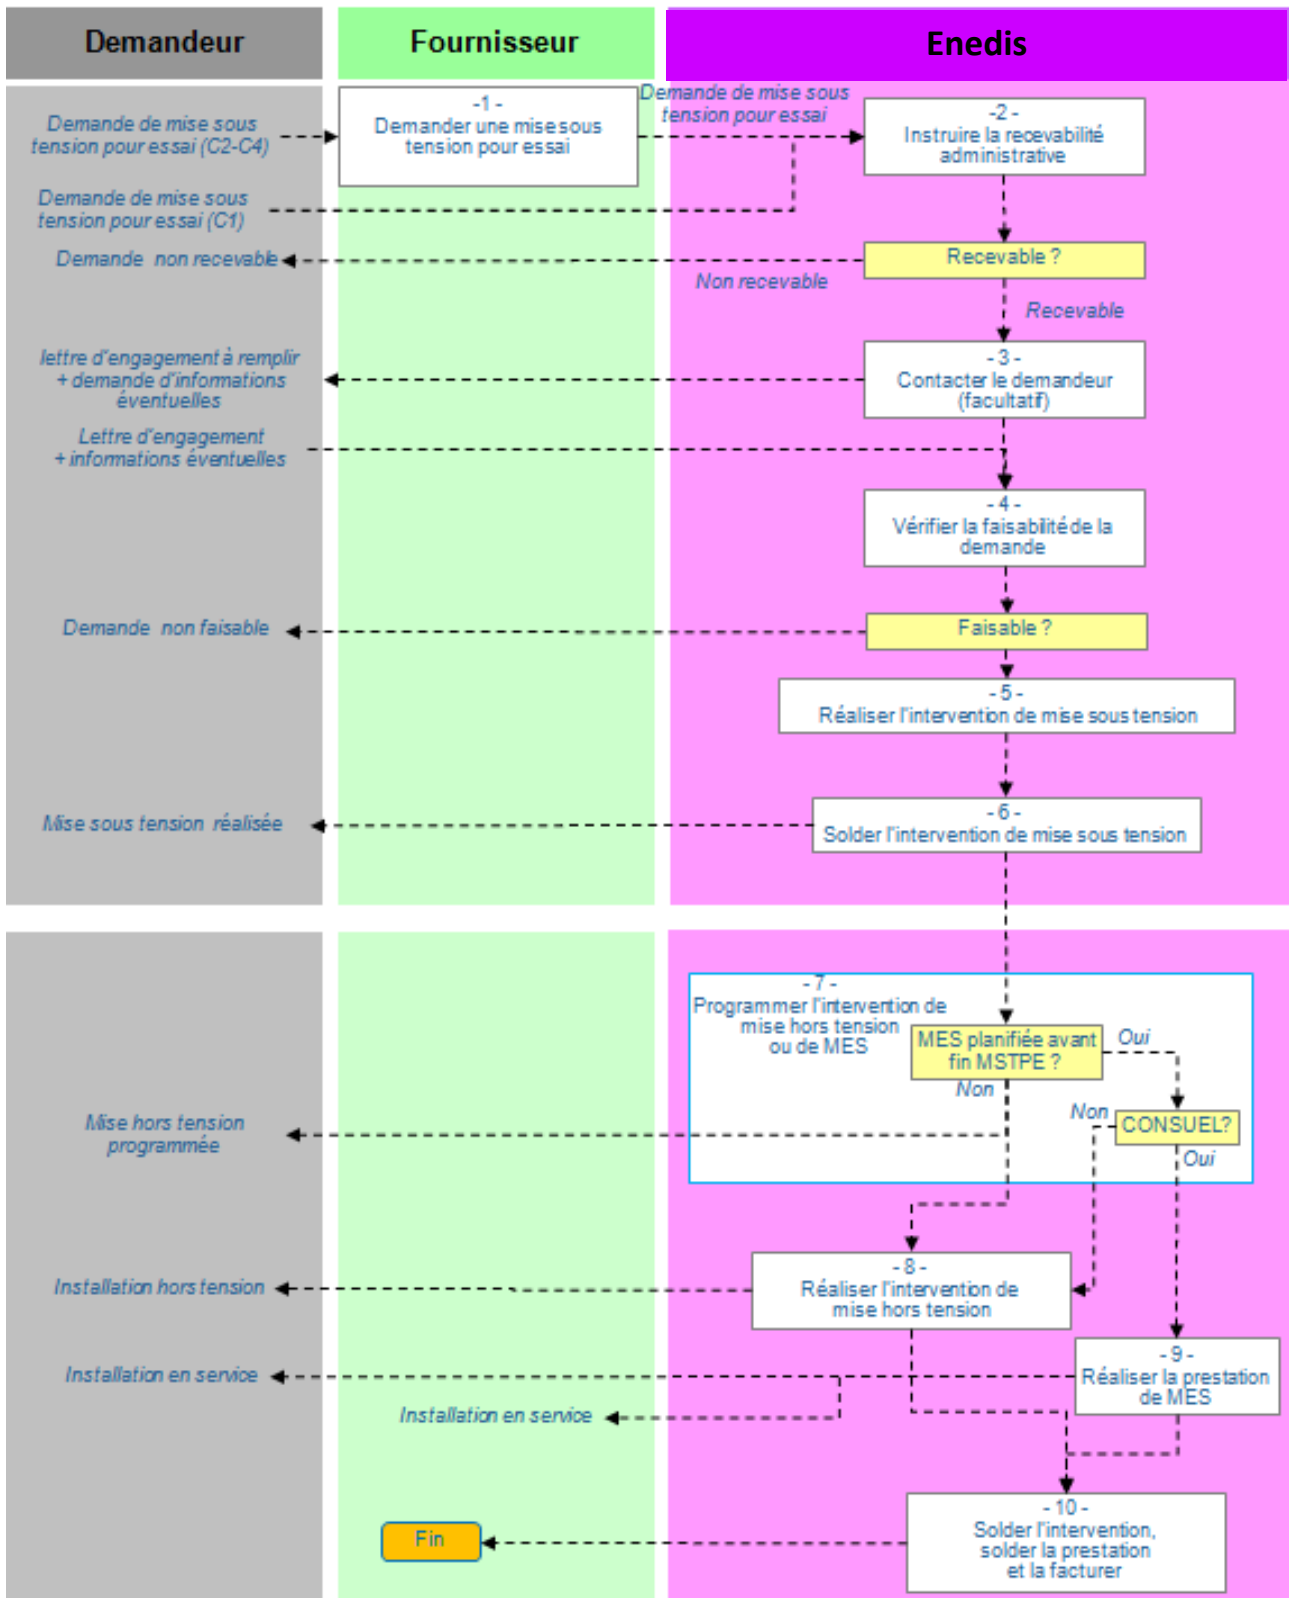 Demandeur
Fournisseur
Enedis
Demande de mise sous
tension pour essai (C2-C4)
-1 -
Demander une mise sous
tension pour essai
Demande de mise sous
tension pour essai
-2 -
Instruire la recevabilité
administrative
Demande de mise sous
tension pour essai (C1)
Demande non recevable
Non recevable
Recevable ?
Recevable
lettre d'engagement à remplir
+ demande d'informations
éventuelles
- 3 -
Contacter le demandeur
(facultatif)
Lettre d'engagement
+ informations éventuelles
- 4 -
Vérifier la faisabilité de la
demande
Demande non faisable
Faisable ?
- 5 -
Réaliser l'intervention de mise sous tension
Mise sous tension réalisée
- 6 -
Solder l'intervention de mise sous tension
- 7 -
Programmer l'intervention de
mise hors tension
ou de MES
MES planifiée avant
fin MSTPE ?
Oui
Non
Non
CONSUEL?
Oui
Mise hors tension
programmée
Installation hors tension
- 8 -
Réaliser l'intervention de
mise hors tension
Installation en service
- 9 -
Réaliser la prestation
de MES
Installation en service
- 10 -
Solder l'intervention,
solder la prestation
et la facturer
Fin